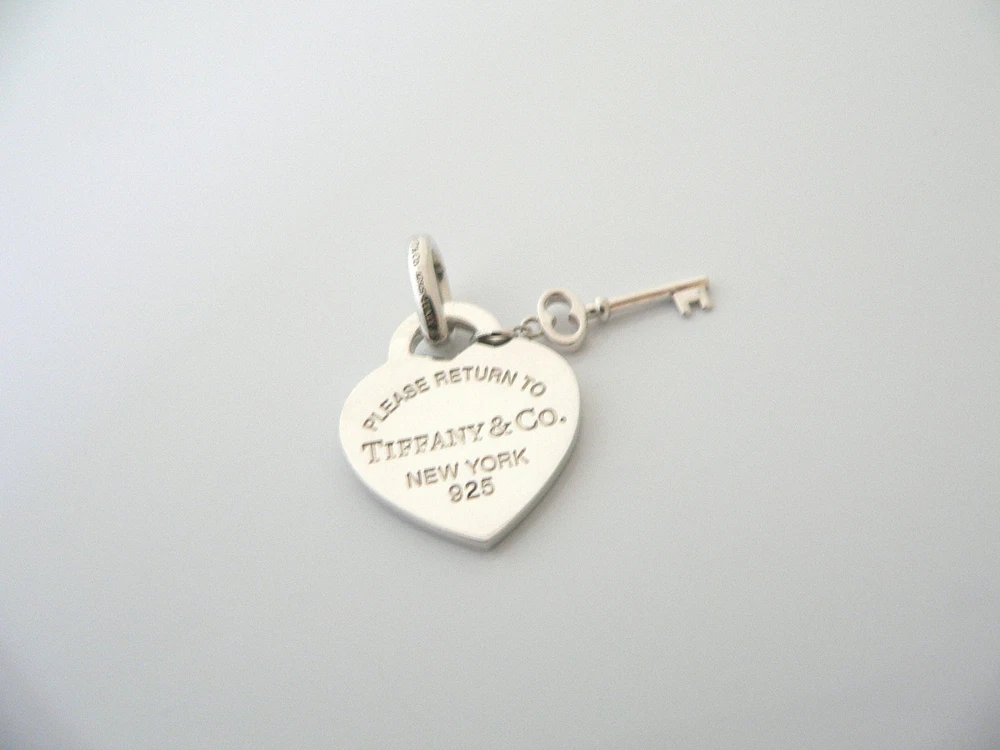 PLEASE RETURN TO
TIFFANY & CO.
NEW YORK
925